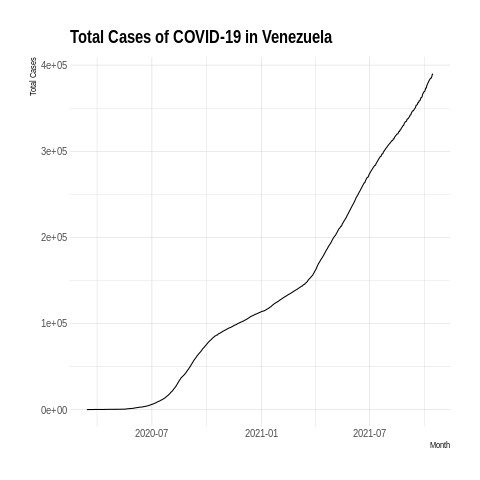 Total Cases of COVID-19 in Venezuela
Total Cases
4e+05
3e+05
2e+05
1e+05
0e+00
2020-07 2021-01 2021-07
Month